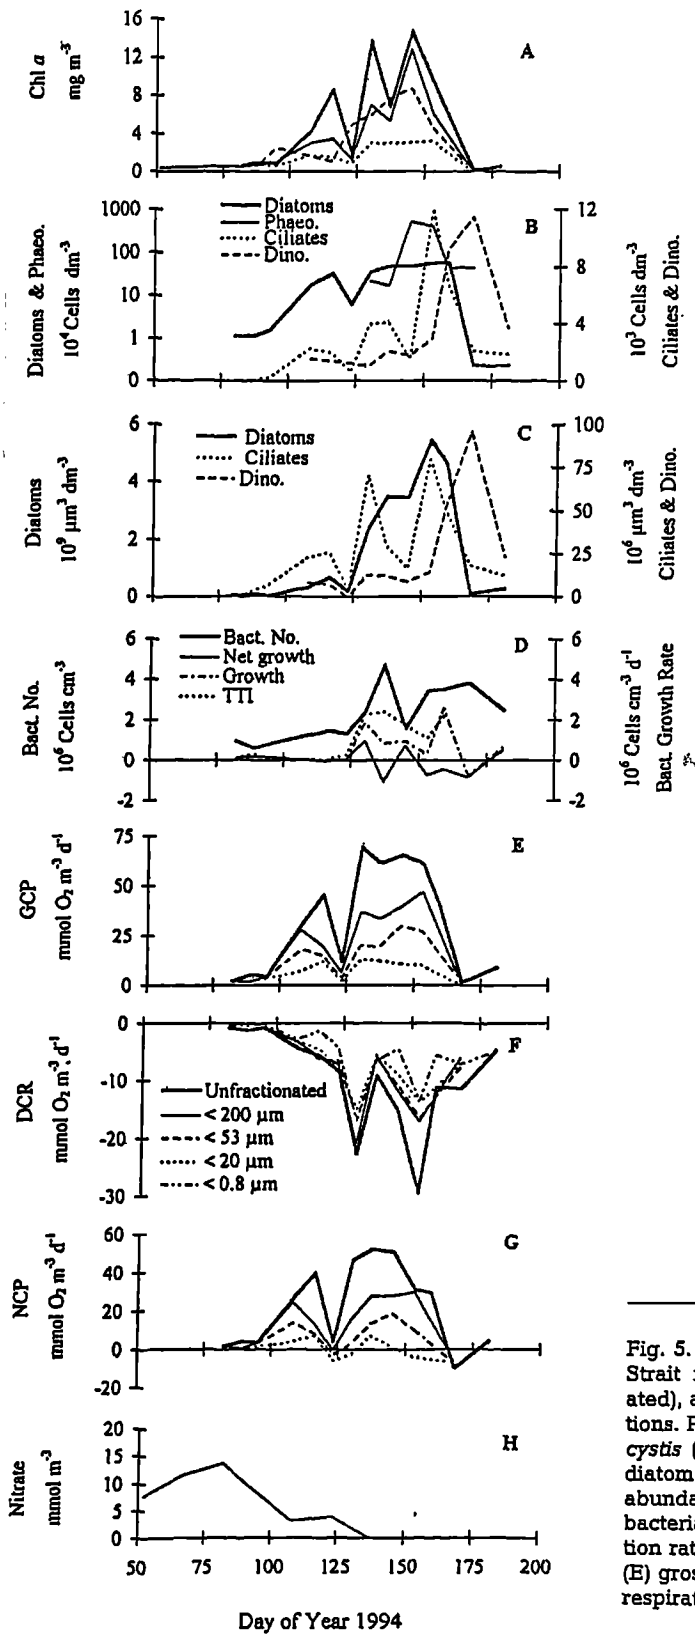 16
12
8
4
0
Chl a
mg m-3
A
1000
100
10
1
0
Diatoms & Phaeo.
10⁴ Cells dm-3
Diatoms
Phaeo.
Ciliates
Dino.
B
12
8
4
0
10³ Cells dm-3
Ciliates & Dino.
6
4
2
0
Diatoms
10⁹ µm³ dm-3
Diatoms
Ciliates
Dino.
C
100
75
50
25
0
10⁶ µm³ dm-3
Ciliates & Dino.
6
4
2
0
-2
Bact. No.
10⁶ Cells cm-3
Bact. No.
Net growth
Growth
TTI
D
6
4
2
0
-2
10⁶ Cells cm-3 d-1
Bact. Growth Rate
75
50
25
0
GCP
mmol O₂ m-3 d-1
E
0
-10
-20
-30
DCR
mmol O₂ m-3 d-1
F
Unfractionated
< 200 µm
< 53 µm
< 20 µm
< 0.8 µm
60
40
20
0
-20
NCP
mmol O₂ m-3 d-1
G
20
15
10
5
0
Nitrate
mmol m-3
H
50 75 100 125 150 175 200
Day of Year 1994
Fig. 5.
Strait
ated), a
tions. P
cystis (
diatom
abunda
bacteria
tion rat
(E) gros
respirat